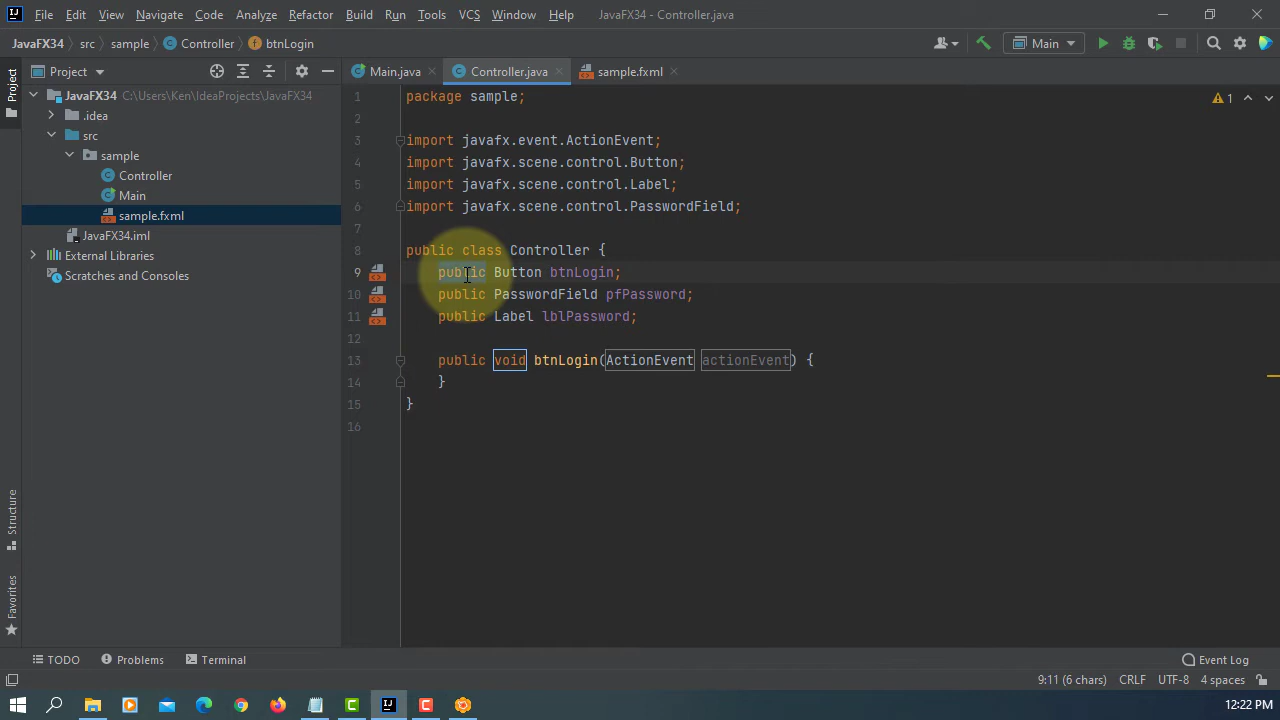 File Edit View Navigate Code Analyze Refactor Build Run Tools VCS Window Help JavaFX34 - Controller.java
JavaFX34 src sample Controller btnLogin Main
Project
Project
Main.java Controller.java sample.fxml
JavaFX34 C:\Users\Ken\IdeaProjects\JavaFX34
.idea
src
sample
Controller
Main
sample.fxml
JavaFX34.iml
External Libraries
Scratches and Consoles
1 package sample;
1
2
3 import javafx.event.ActionEvent;
4 import javafx.scene.control.Button;
5 import javafx.scene.control.Label;
6 import javafx.scene.control.PasswordField;
7
8 public class Controller {
9 public Button btnLogin;
10 public PasswordField pfPassword;
11 public Label lblPassword;
12
13 public void btnLogin(ActionEvent actionEvent) {
14 }
15 }
16
Structure
Favorites
TODO Problems Terminal Event Log
9:11 (6 chars) CRLF UTF-8 4 spaces
12:22 PM